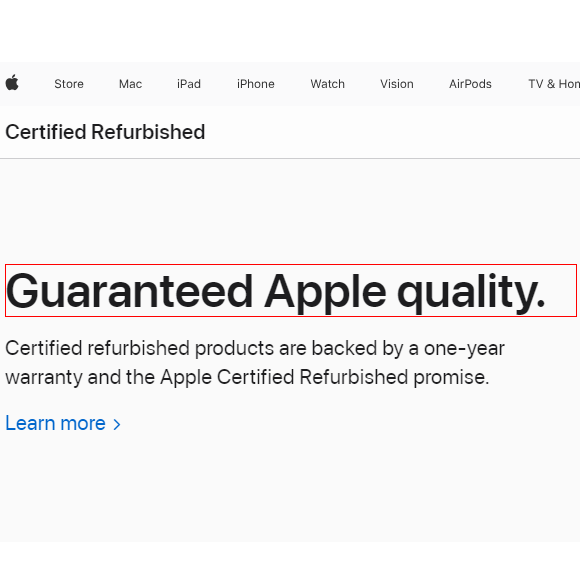 Store Mac iPad iPhone Watch Vision AirPods TV & Hom
Certified Refurbished
Guaranteed Apple quality.
Certified refurbished products are backed by a one-year
warranty and the Apple Certified Refurbished promise.
Learn more >